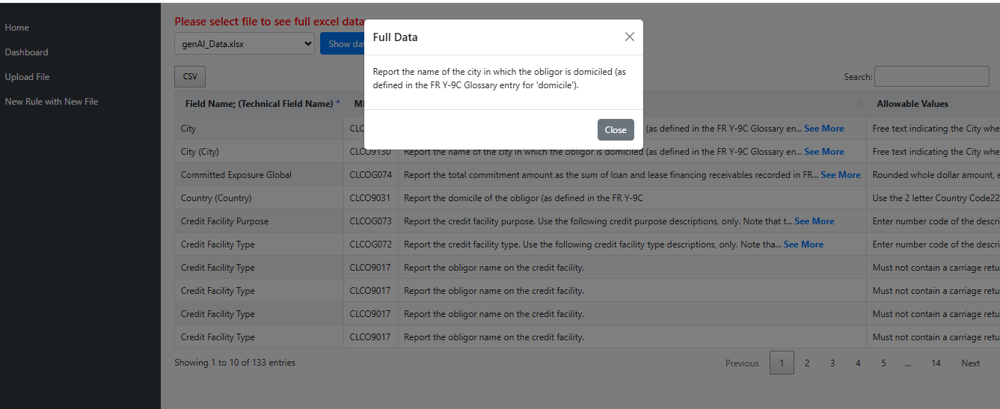 Home
Dashboard
Upload File
New Rule with New File
Please select file to see full excel data
genAI_Data.xlsx
Show dat
CSV
Search:
Full Data
Report the name of the city in which the obligor is domiciled (as
defined in the FR Y-9C Glossary entry for 'domicile').
Close
Field Name; (Technical Field Name) Allowable Values
City CLCO (as defined in the FR Y-9C Glossary en... See More Free text indicating the City whe
City (City) CLCO9130 Report the name of the city in which the obligor is domiciled (as defined in the FR Y-9C Glossary en... See More Free text indicating the City whe
Committed Exposure Global CLCOG074 Report the total commitment amount as the sum of loan and lease financing receivables recorded in FR... See More Rounded whole dollar amount, e
Country (Country) CLCO9031 Report the domicile of the obligor (as defined in the FR Y-9C Use the 2 letter Country Code22
Credit Facility Purpose CLCOG073 Report the credit facility purpose. Use the following credit purpose descriptions, only. Note that t... See More Enter number code of the descri
Credit Facility Type CLCOG072 Report the credit facility type. Use the following credit facility type descriptions, only. Note tha... See More Enter number code of the descri
Credit Facility Type CLCO9017 Report the obligor name on the credit facility. Must not contain a carriage retu
Credit Facility Type CLCO9017 Report the obligor name on the credit facility. Must not contain a carriage retu
Credit Facility Type CLCO9017 Report the obligor name on the credit facility. Must not contain a carriage retu
Credit Facility Type CLCO9017 Report the obligor name on the credit facility. Must not contain a carriage retu
Showing 1 to 10 of 133 entries
Previous 1 2 3 4 5 ... 14 Next